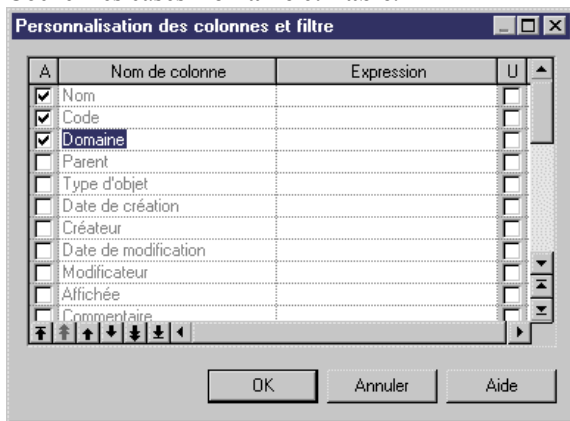 Personnalisation des colonnes et filtre
A Nom de colonne Expression U
Nom
Code
Domaine
Parent
Type d'objet
Date de création
Créateur
Date de modification
Modificateur
Affichée
Commentaire
OK Annuler Aide